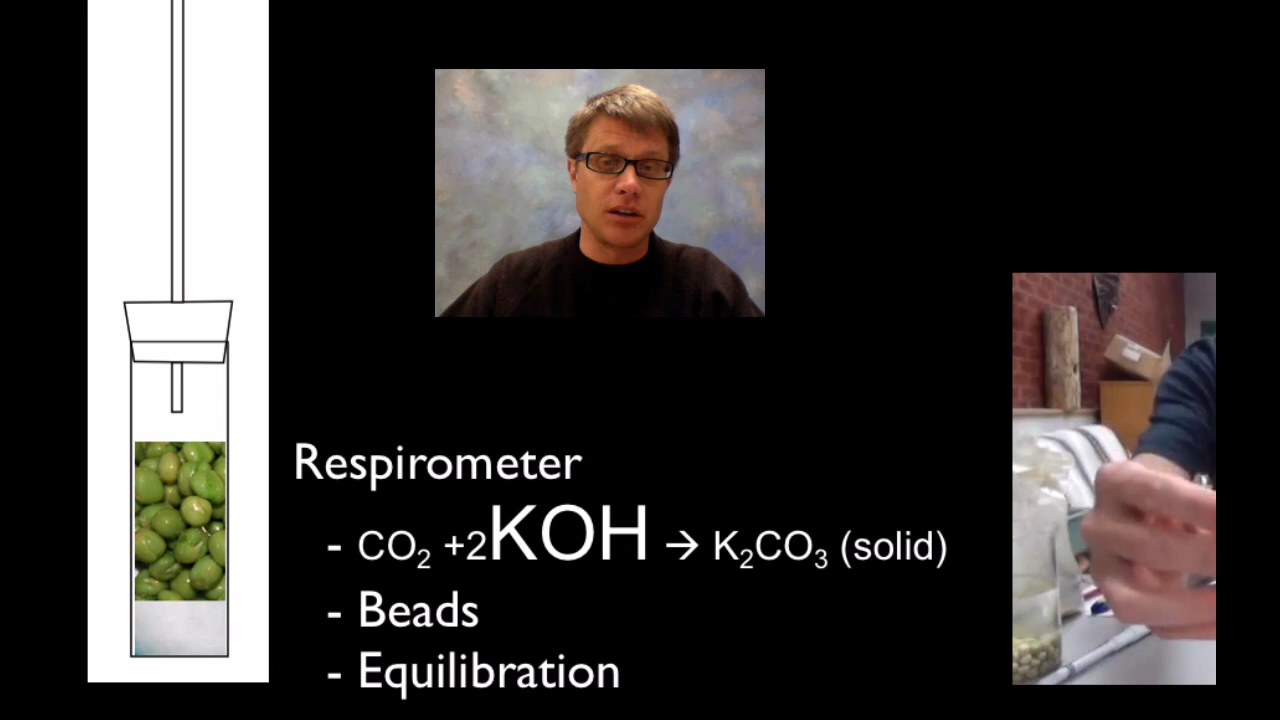 Respirometer
- CO₂ +2KOH → K₂CO₃ (solid)
- Beads
- Equilibration